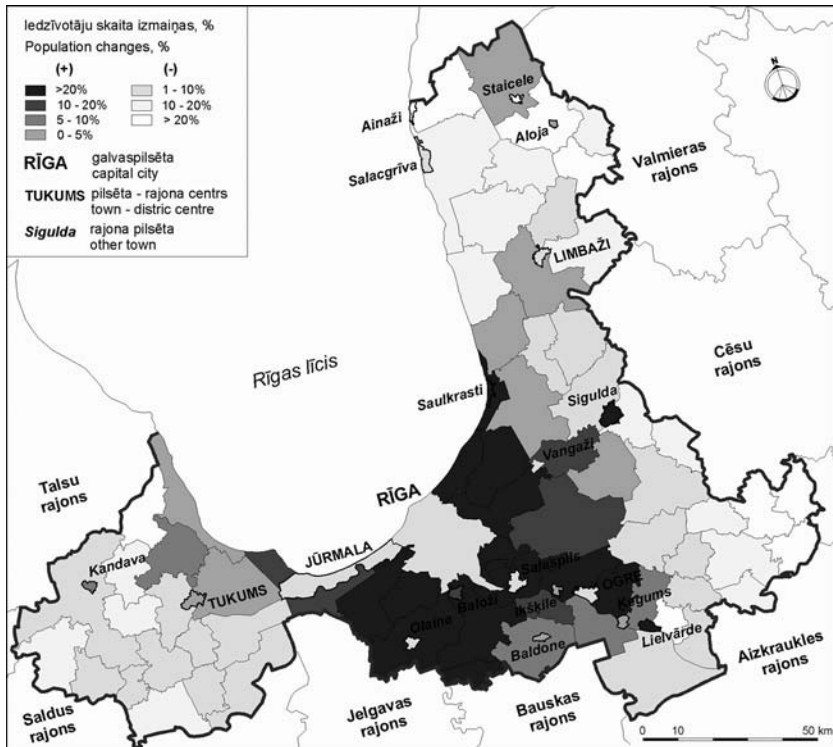 Iedzīvotāju skaita izmaiņas, %
Population changes, %
(+) (-)
>20% 1 - 10%
10 - 20% 10 - 20%
5 - 10% > 20%
0 - 5%
RĪGA galvaspilsēta
capital city
TUKUMS pilsēta - rajona centrs
town - distric centre
Sigulda rajona pilsēta
other town
N
Staicele
Ainaži
Aloja
Salacgrīva
Valmieras
rajons
LIMBAŽI
Rīgas līcis
Cēsu
rajons
Saulkrasti
Sigulda
Vangaži
Talsu
rajons
RĪGA
JŪRMALA
Kandava
TUKUMS
Salaspils
OGRE
Olaine
Baloži
Ikšķile
Ķegums
Baldone
Lielvārde
Aizkraukles
rajons
Saldus
rajons
Jelgavas
rajons
Bauskas
rajons
0 10 50 km